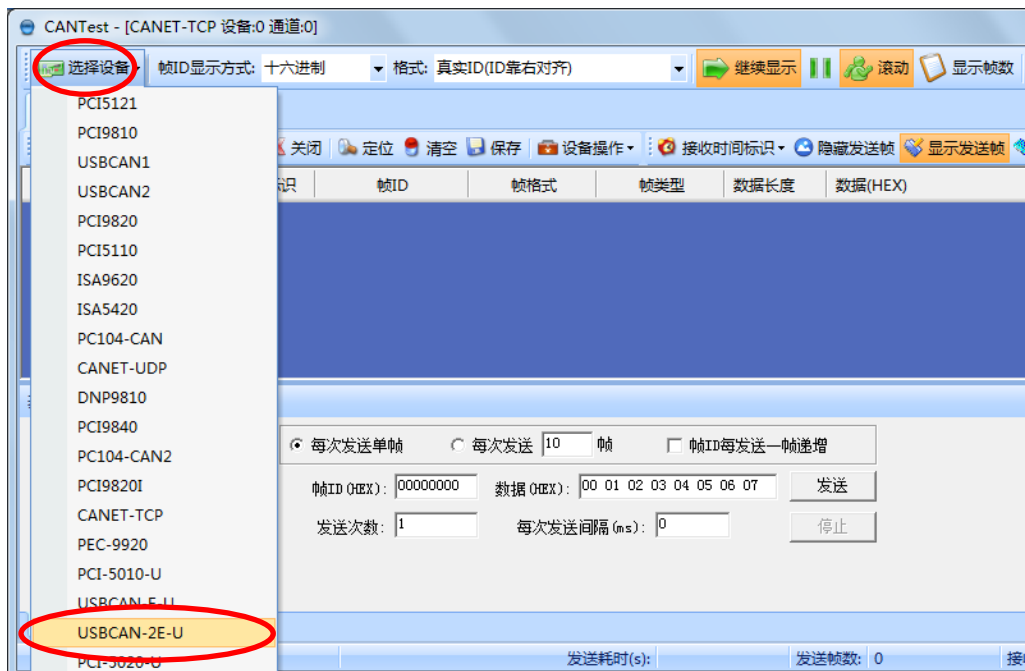 CANTest - [CANET-TCP 设备:0 通道:0]
选择设备 帧ID显示方式: 十六进制 格式: 真实ID(ID靠右对齐) 继续显示 滚动 显示帧数
PCI5121
PCI9810
USBCAN1
USBCAN2
PCI9820
PCI5110
ISA9620
ISA5420
PC104-CAN
CANET-UDP
DNP9810
PCI9840
PC104-CAN2
PCI9820I
CANET-TCP
PEC-9920
PCI-5010-U
USBCAN-E-U
USBCAN-2E-U
PCI-5020-U
关闭 定位 清空 保存 设备操作 接收时间标识 隐藏发送帧 显示发送帧
识 帧ID 帧格式 帧类型 数据长度 数据(HEX)
每次发送单帧 每次发送 10 帧 帧ID每发送一帧递增
帧ID(HEX): 00000000 数据(HEX): 00 01 02 03 04 05 06 07 发送
发送次数: 1 每次发送间隔(ms): 0 停止
发送耗时(s): 发送帧数: 0 接